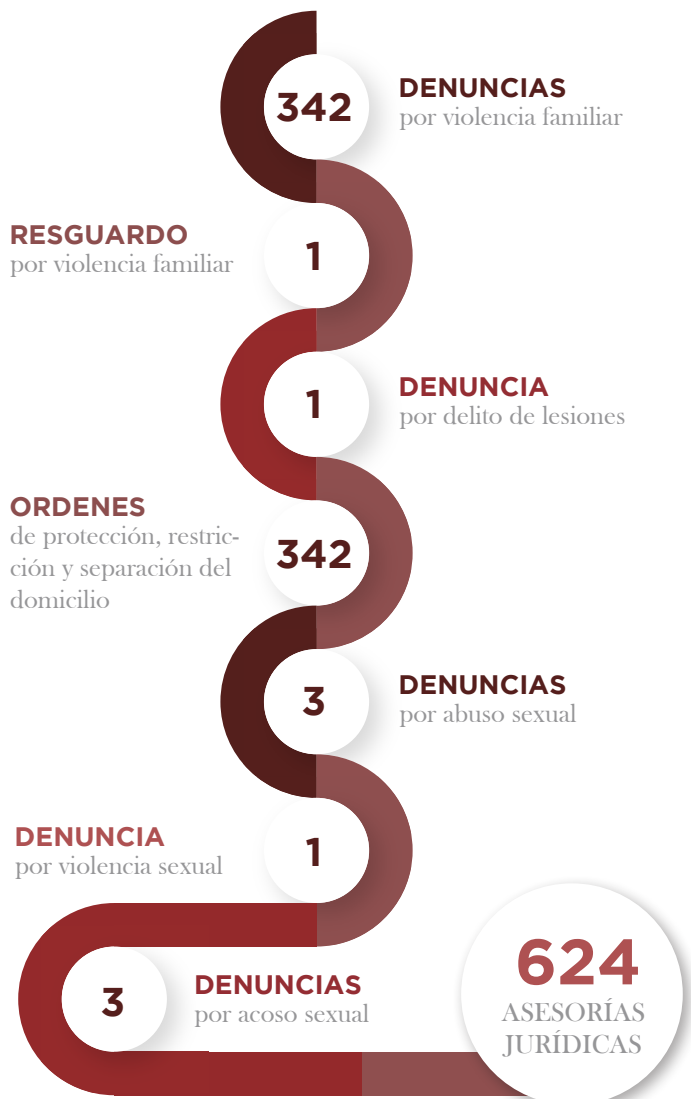 342
DENUNCIAS
por violencia familiar
RESGUARDO
por violencia familiar
1
1
DENUNCIA
por delito de lesiones
ORDENES
de protección, restric-
ción y separación del
domicilio
342
3
DENUNCIAS
por abuso sexual
DENUNCIA
por violencia sexual
1
3
DENUNCIAS
por acoso sexual
624
ASESORÍAS
JURÍDICAS